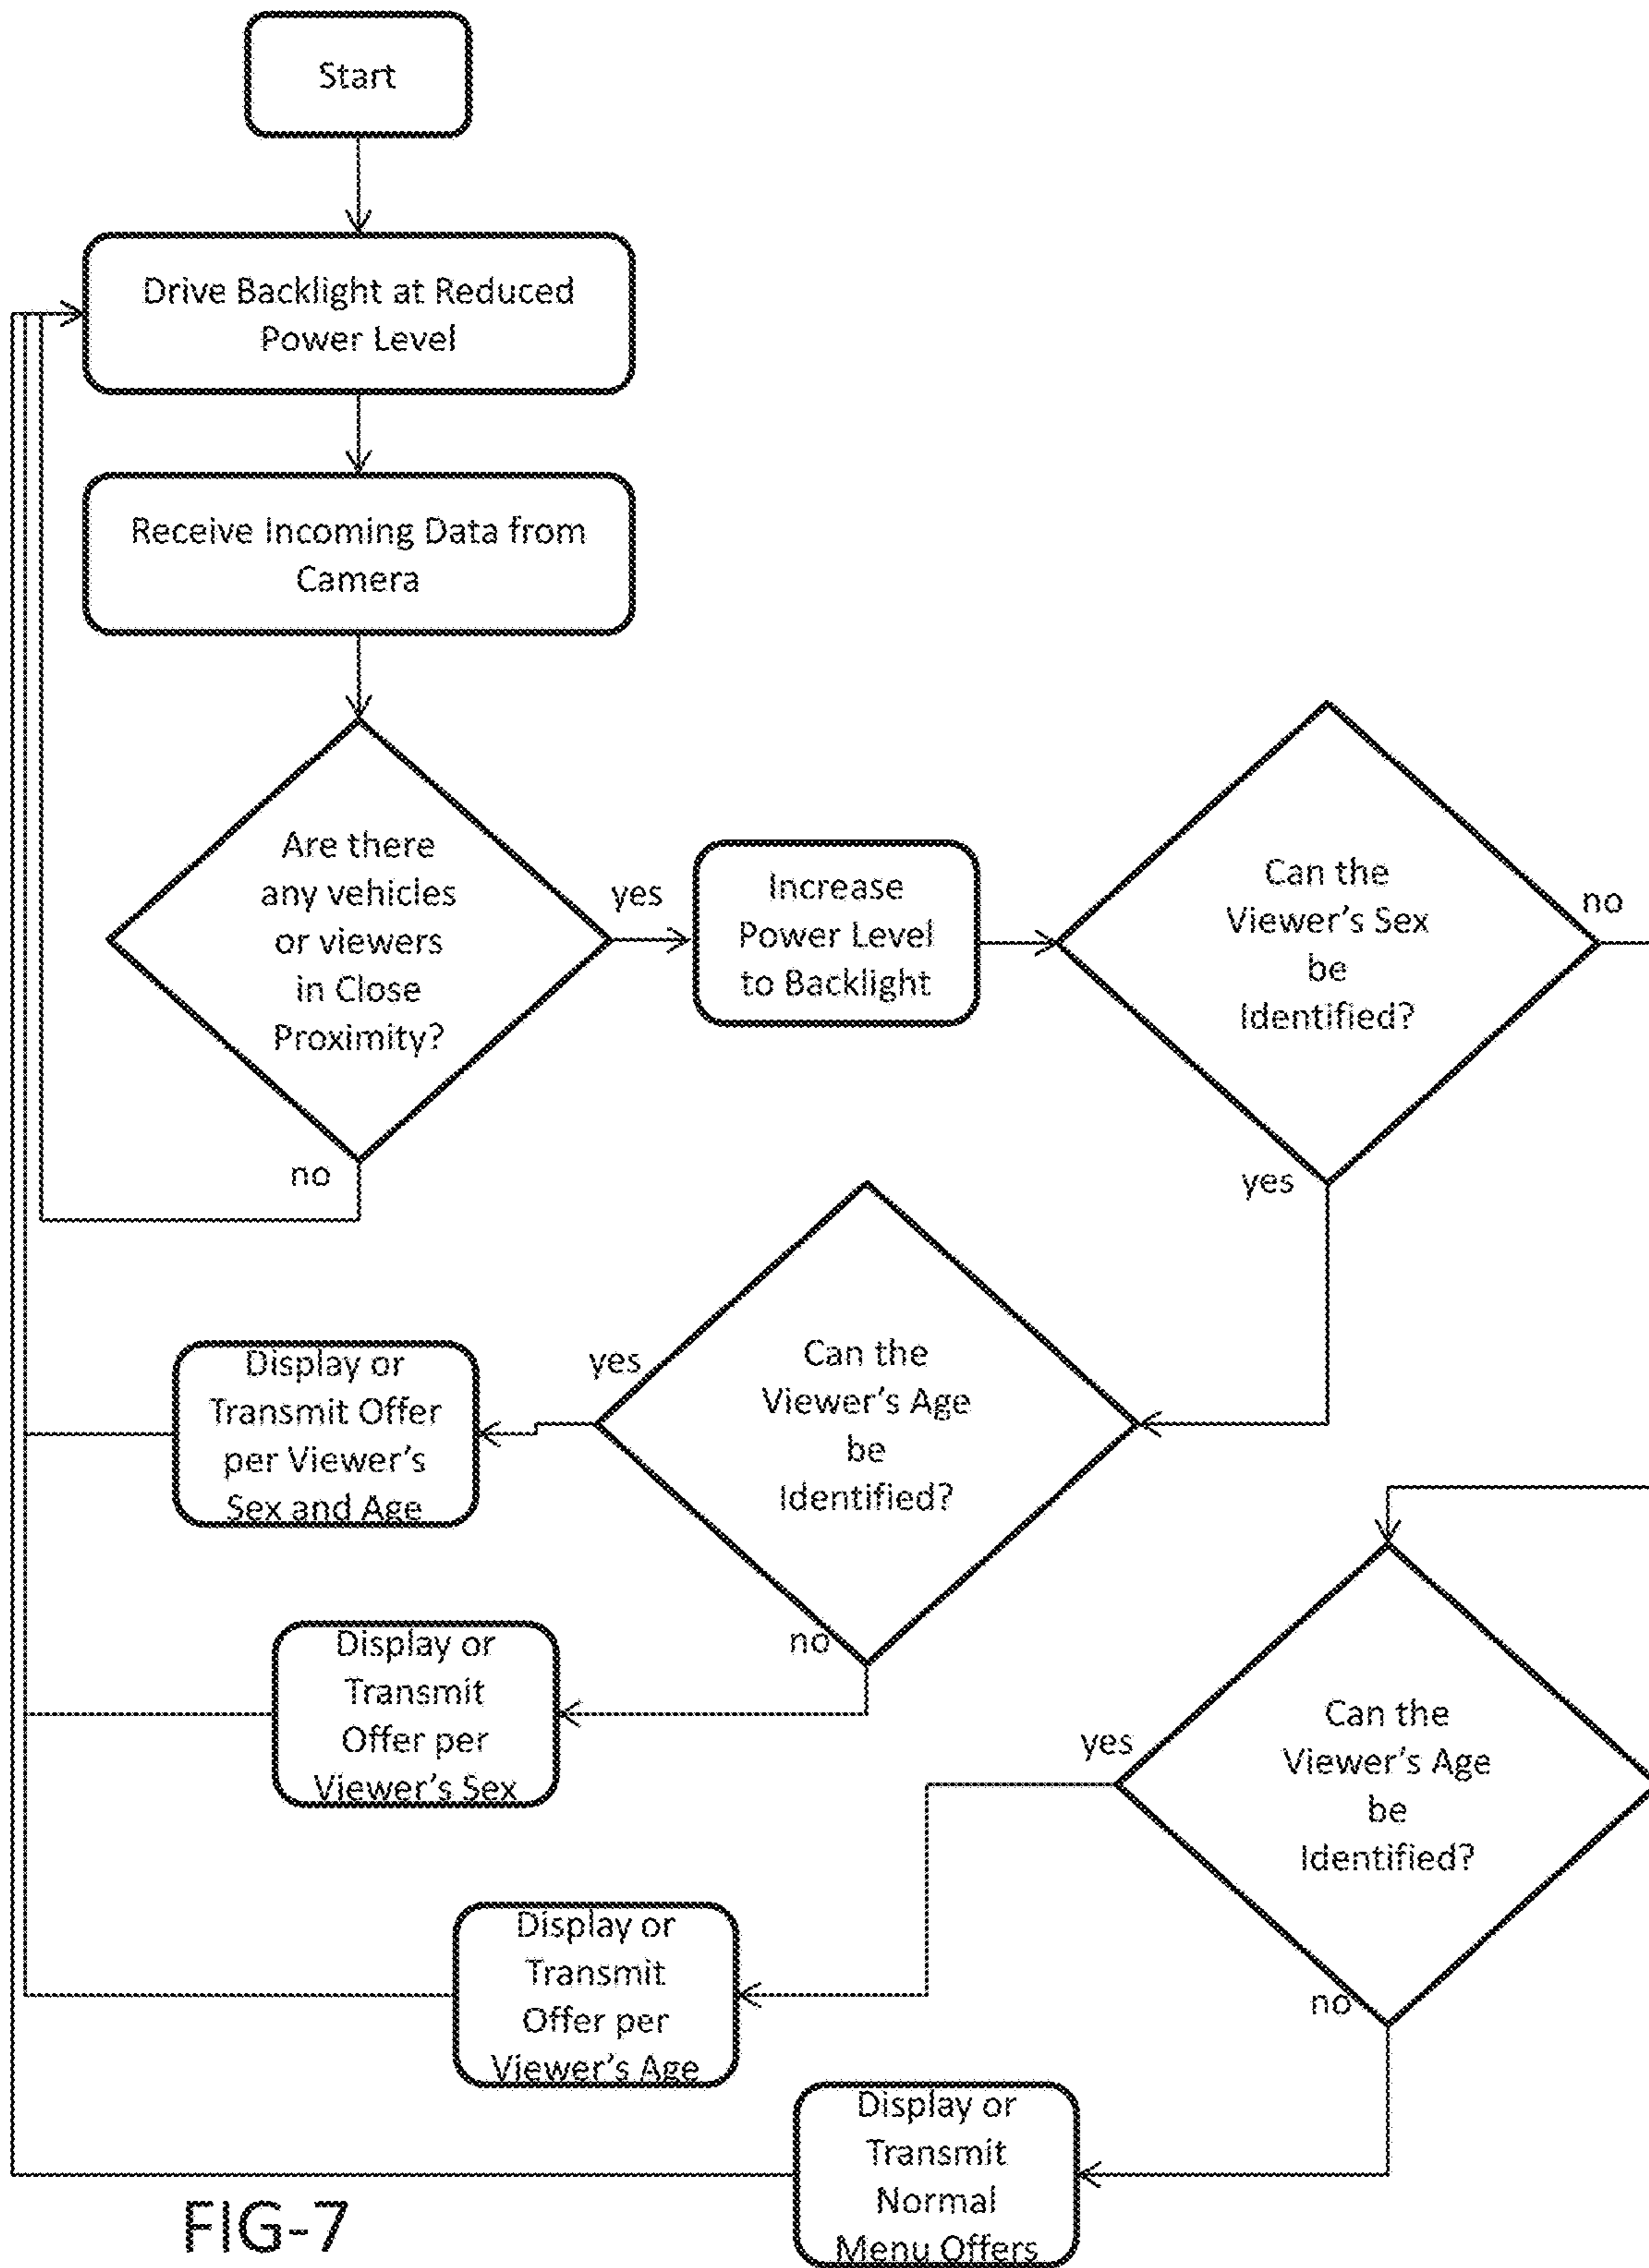 Start
Drive Backlight at Reduced
Power Level
Receive Incoming Data from
Camera
Are there
any vehicles
or viewers
in Close
Proximity?
yes
no
Increase
Power Level
to Backlight
Can the
Viewer's Sex
be
Identified?
no
yes
Can the
Viewer's Age
be
Identified?
yes
no
Display or
Transmit Offer
per Viewer's
Sex and Age
Display or
Transmit
Offer per
Viewer's Sex
Can the
Viewer's Age
be
Identified?
yes
no
Display or
Transmit
Offer per
Viewer's Age
Display or
Transmit
Normal
Menu Offers
FIG-7